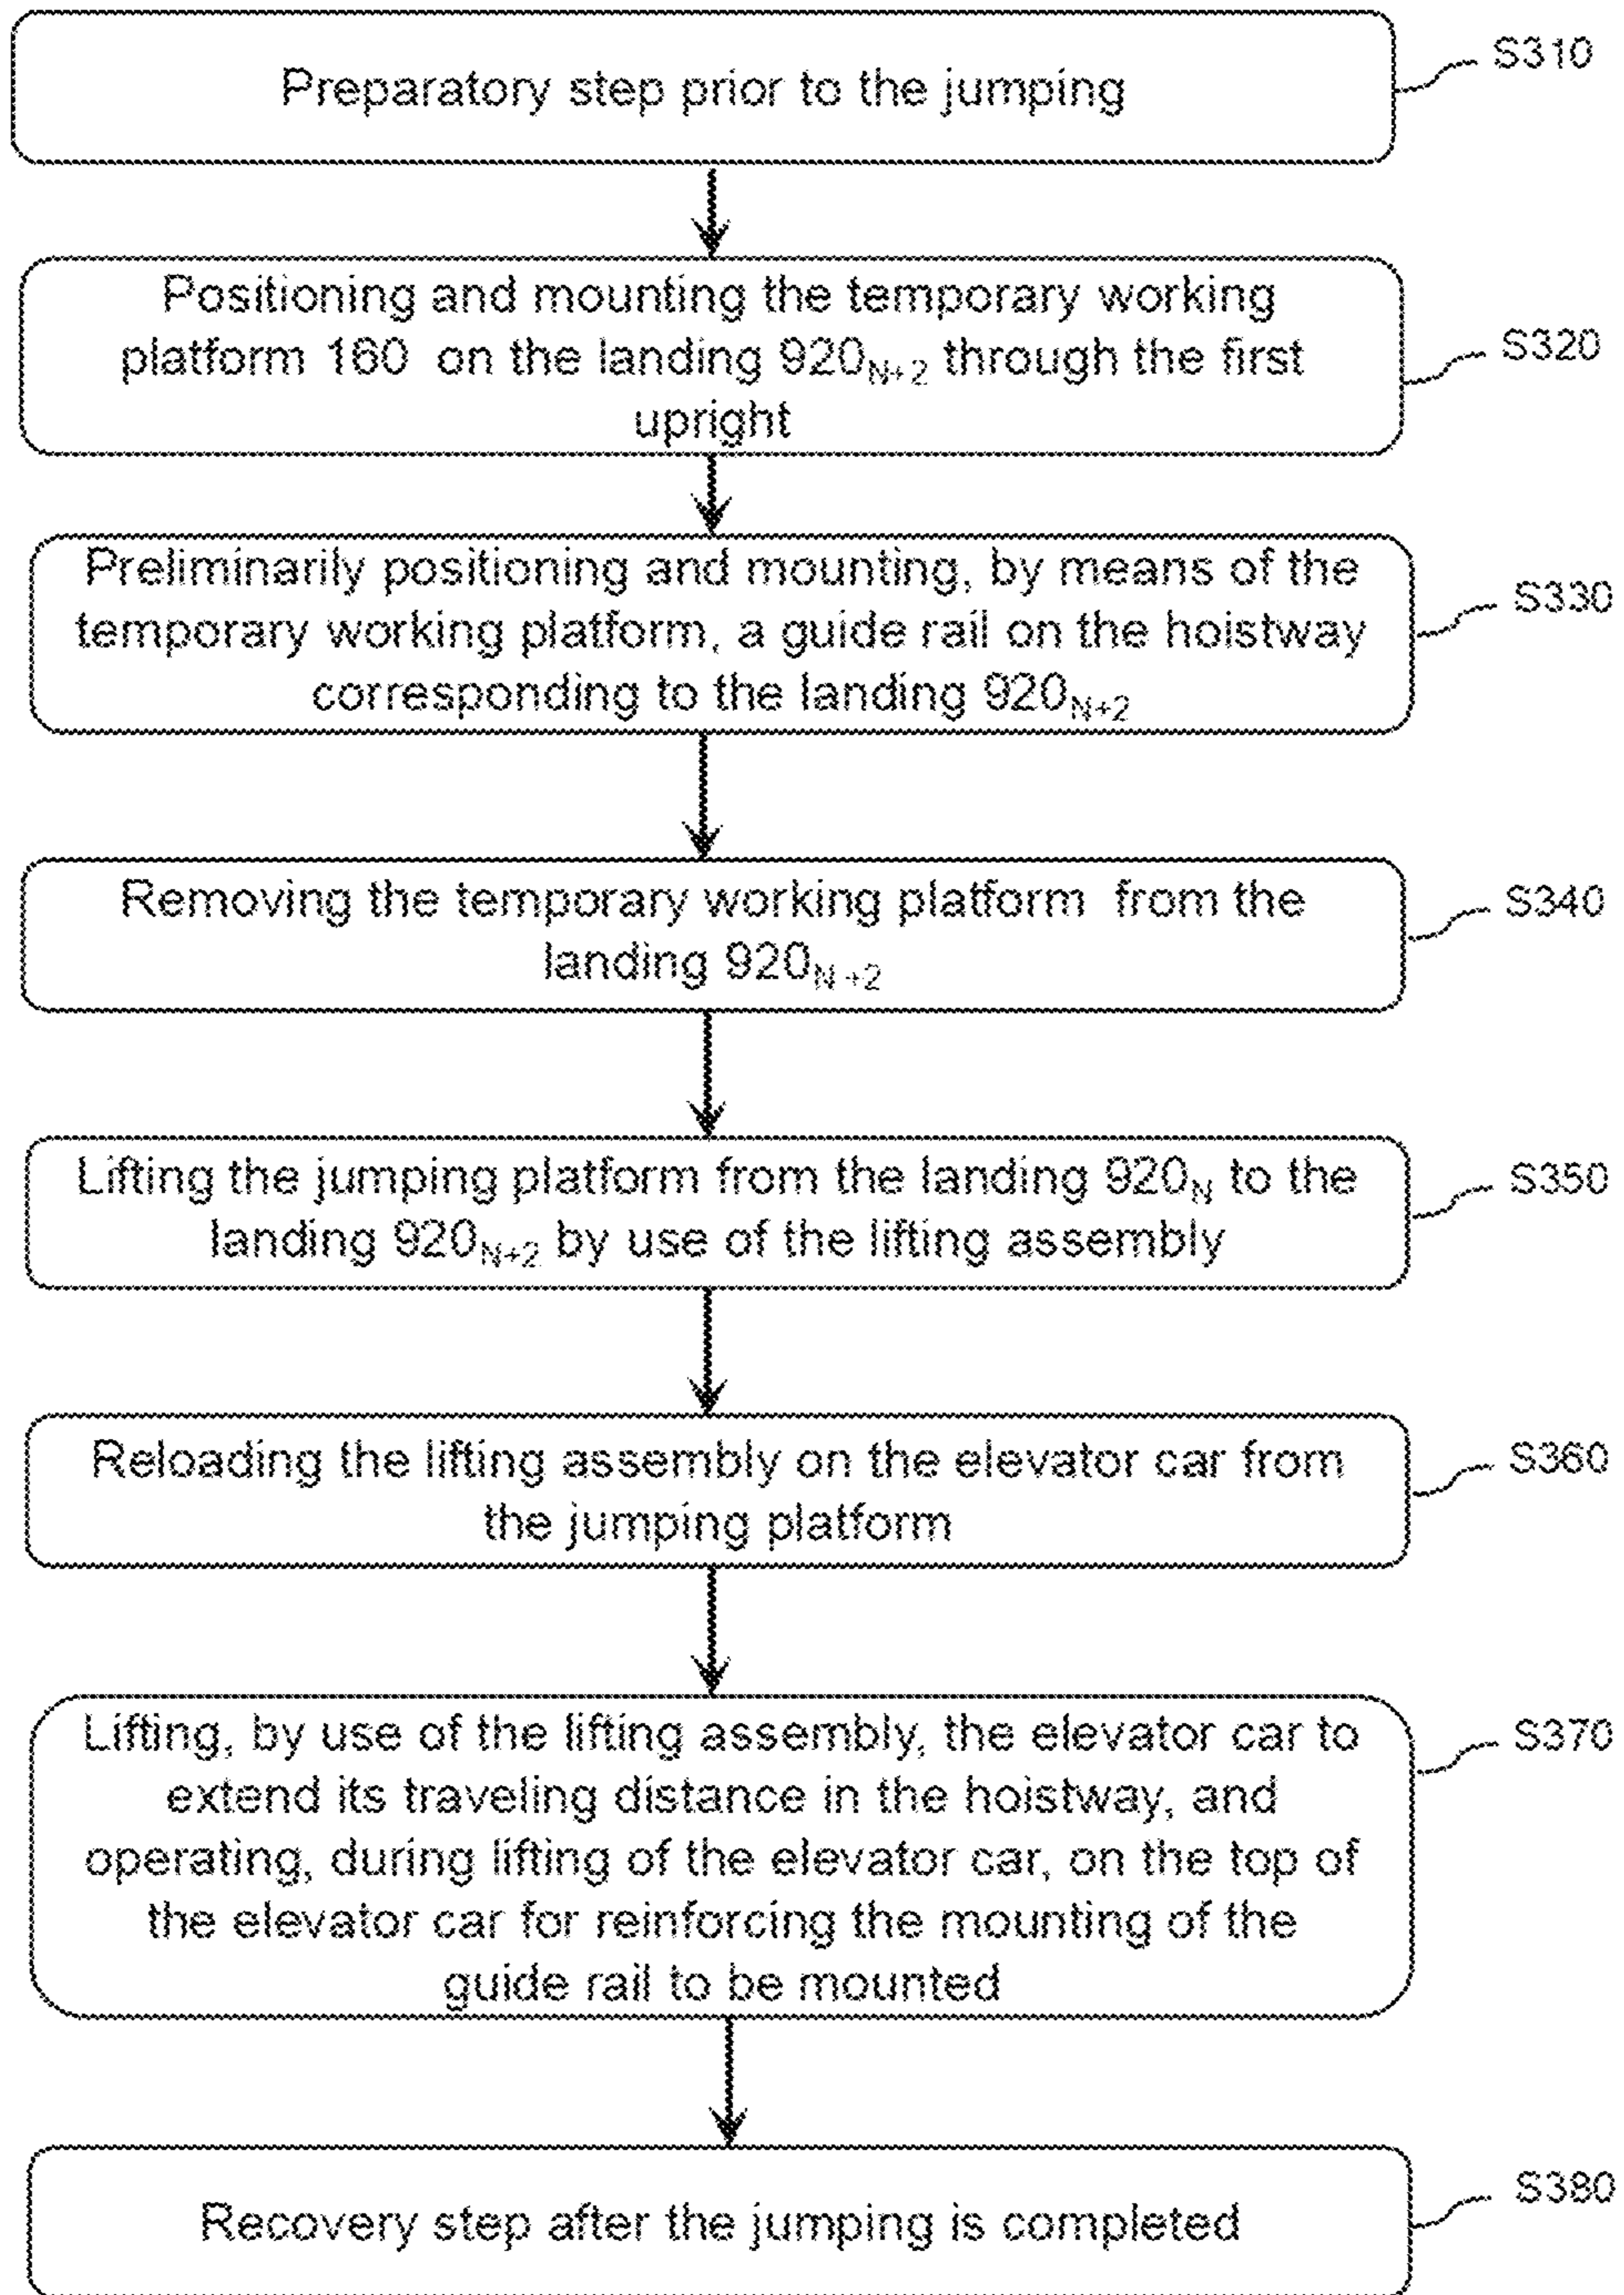 Preparatory step prior to the jumping
S310
Positioning and mounting the temporary working
platform 160 on the landing 920N+2 through the first
upright
S320
Preliminarily positioning and mounting, by means of the
temporary working platform, a guide rail on the hoistway
corresponding to the landing 920N+2
S330
Removing the temporary working platform from the
landing 920N+2
S340
Lifting the jumping platform from the landing 920N to the
landing 920N+2 by use of the lifting assembly
S350
Reloading the lifting assembly on the elevator car from
the jumping platform
S360
Lifting, by use of the lifting assembly, the elevator car to
extend its traveling distance in the hoistway, and
operating, during lifting of the elevator car, on the top of
the elevator car for reinforcing the mounting of the
guide rail to be mounted
S370
Recovery step after the jumping is completed
S380